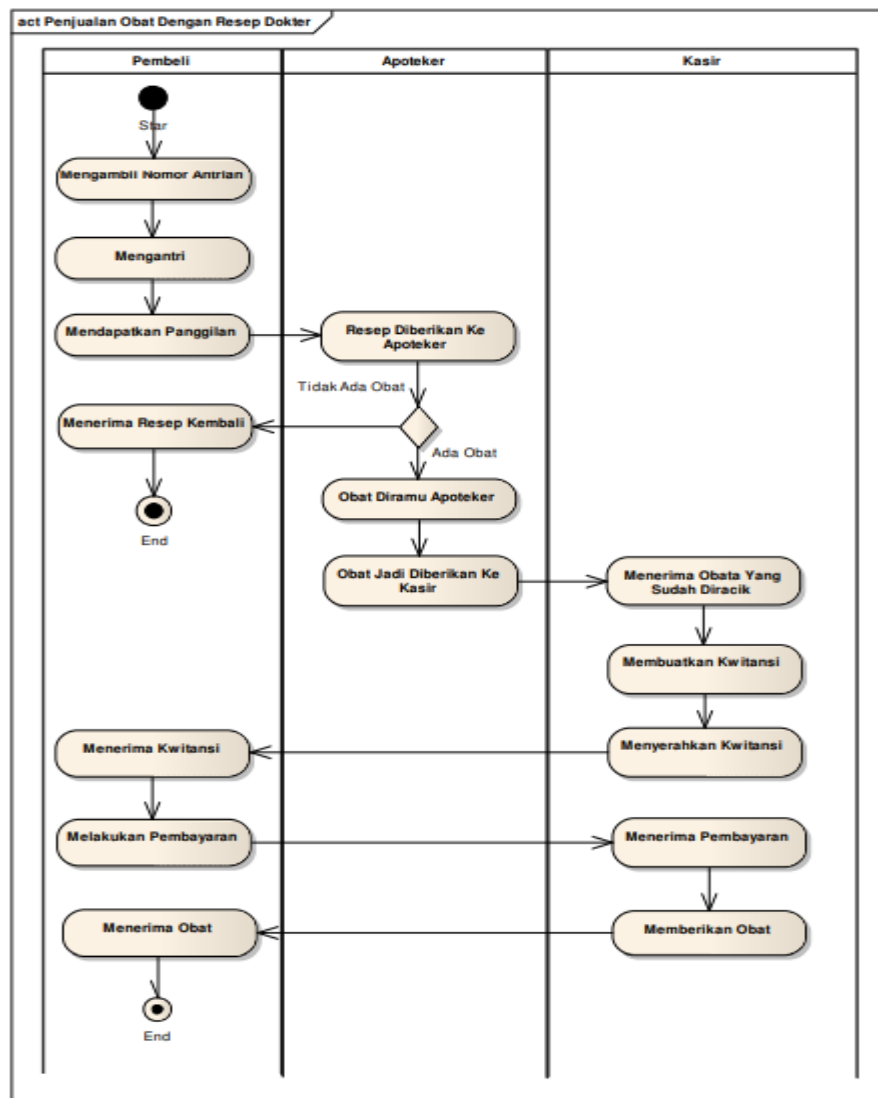 act Penjualan Obat Dengan Resep Dokter
Pembeli
Apoteker
Kasir
Star
Mengambil Nomor Antrian
Mengantri
Mendapatkan Panggilan
Resep Diberikan Ke
Apoteker
Tidak Ada Obat
Menerima Resep Kembali
Ada Obat
End
Obat Diramu Apoteker
Obat Jadi Diberikan Ke
Kasir
Menerima Obata Yang
Sudah Diracik
Membuatkan Kwitansi
Menyerahkan Kwitansi
Menerima Kwitansi
Melakukan Pembayaran
Menerima Pembayaran
Memberikan Obat
Menerima Obat
End